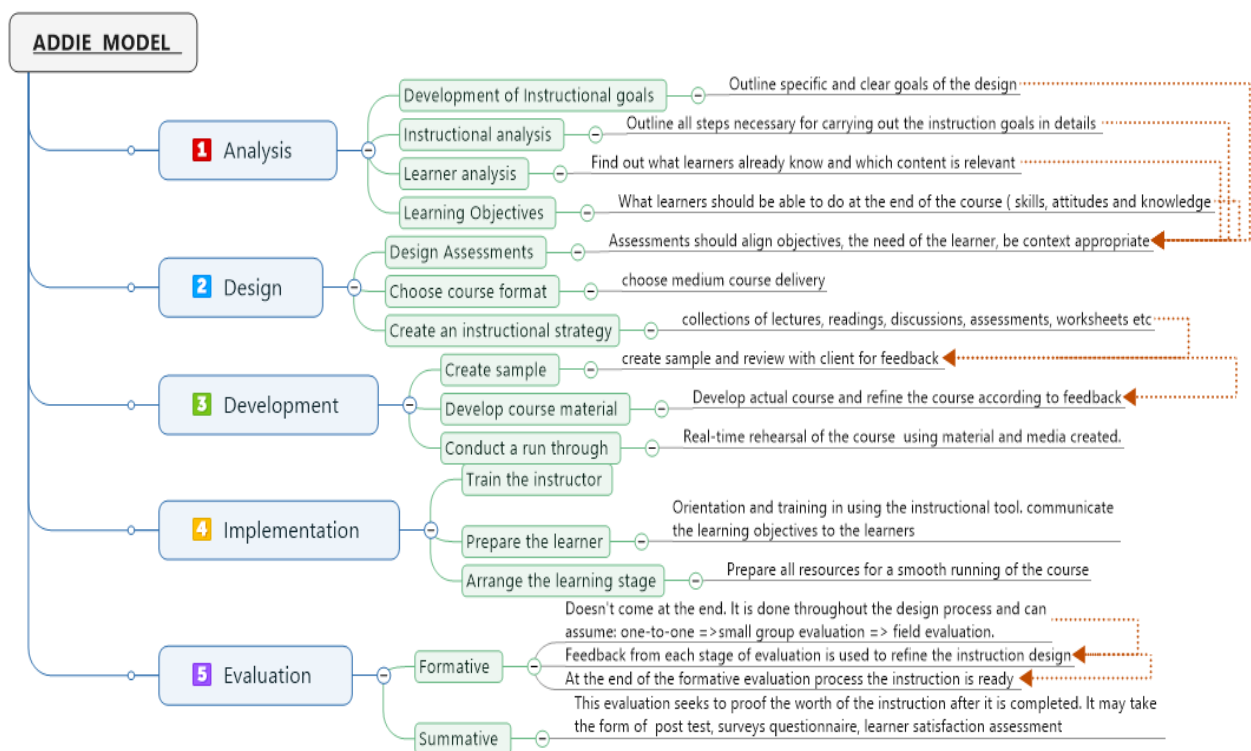 ADDIE MODEL
1 Analysis
Development of Instructional goals
Outline specific and clear goals of the design
Instructional analysis
Outline all steps necessary for carrying out the instruction goals in details
Learner analysis
Find out what learners already know and which content is relevant
Learning Objectives
What learners should be able to do at the end of the course ( skills, attitudes and knowledge
2 Design
Design Assessments
Assessments should align objectives, the need of the learner, be context appropriate
Choose course format
choose medium course delivery
Create an instructional strategy
collections of lectures, readings, discussions, assessments, worksheets etc
3 Development
Create sample
create sample and review with client for feedback
Develop course material
Develop actual course and refine the course according to feedback
Conduct a run through
Real-time rehearsal of the course using material and media created.
4 Implementation
Train the instructor
Prepare the learner
Orientation and training in using the instructional tool. communicate
the learning objectives to the learners
Arrange the learning stage
Prepare all resources for a smooth running of the course
5 Evaluation
Formative
Doesn't come at the end. It is done throughout the design process and can
assume: one-to-one =>small group evaluation => field evaluation.
Feedback from each stage of evaluation is used to refine the instruction design
At the end of the formative evaluation process the instruction is ready
Summative
This evaluation seeks to proof the worth of the instruction after it is completed. It may take
the form of post test, surveys questionnaire, learner satisfaction assessment